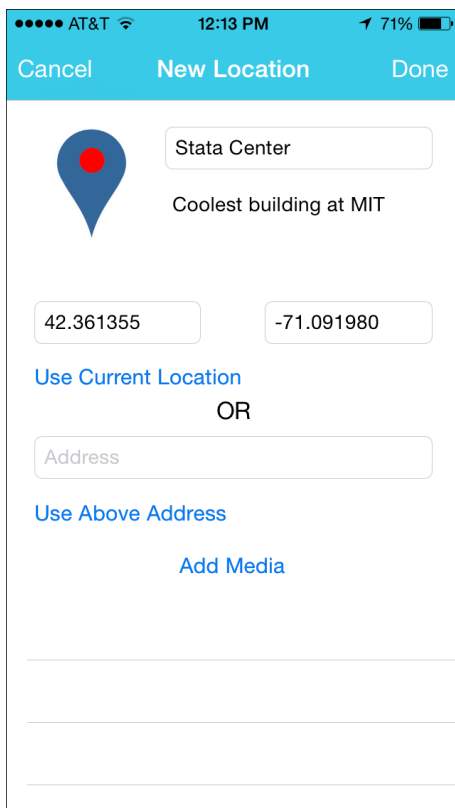 AT&T 12:13 PM 71%
Cancel New Location Done
Stata Center
Coolest building at MIT
42.361355 -71.091980
Use Current Location
OR
Address
Use Above Address
Add Media